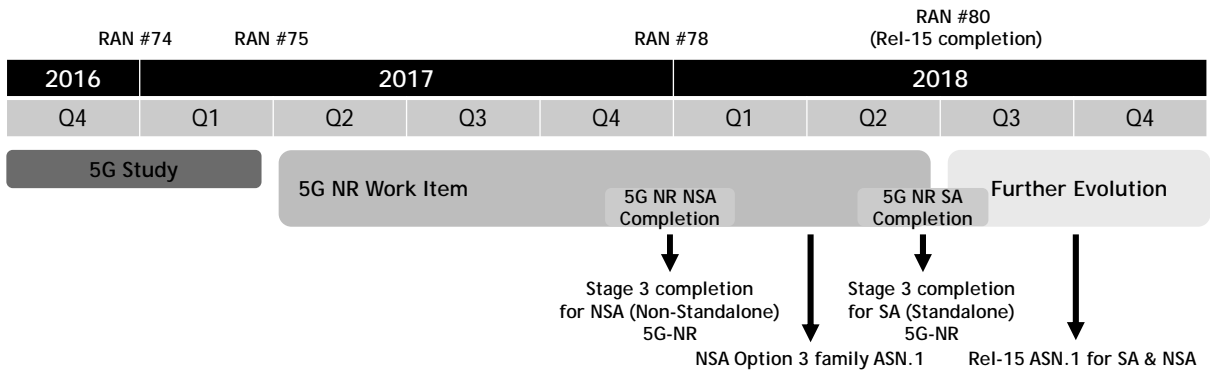 RAN #80
RAN #74 RAN #75 RAN #78 (Rel-15 completion)
2016 2017 2018
Q4 Q1 Q2 Q3 Q4 Q1 Q2 Q3 Q4
5G Study
5G NR Work Item
5G NR NSA
Completion
5G NR SA
Completion
Further Evolution
Stage 3 completion
for NSA (Non-Standalone)
5G-NR
Stage 3 completion
for SA (Standalone)
5G-NR
NSA Option 3 family ASN.1
Rel-15 ASN.1 for SA & NSA